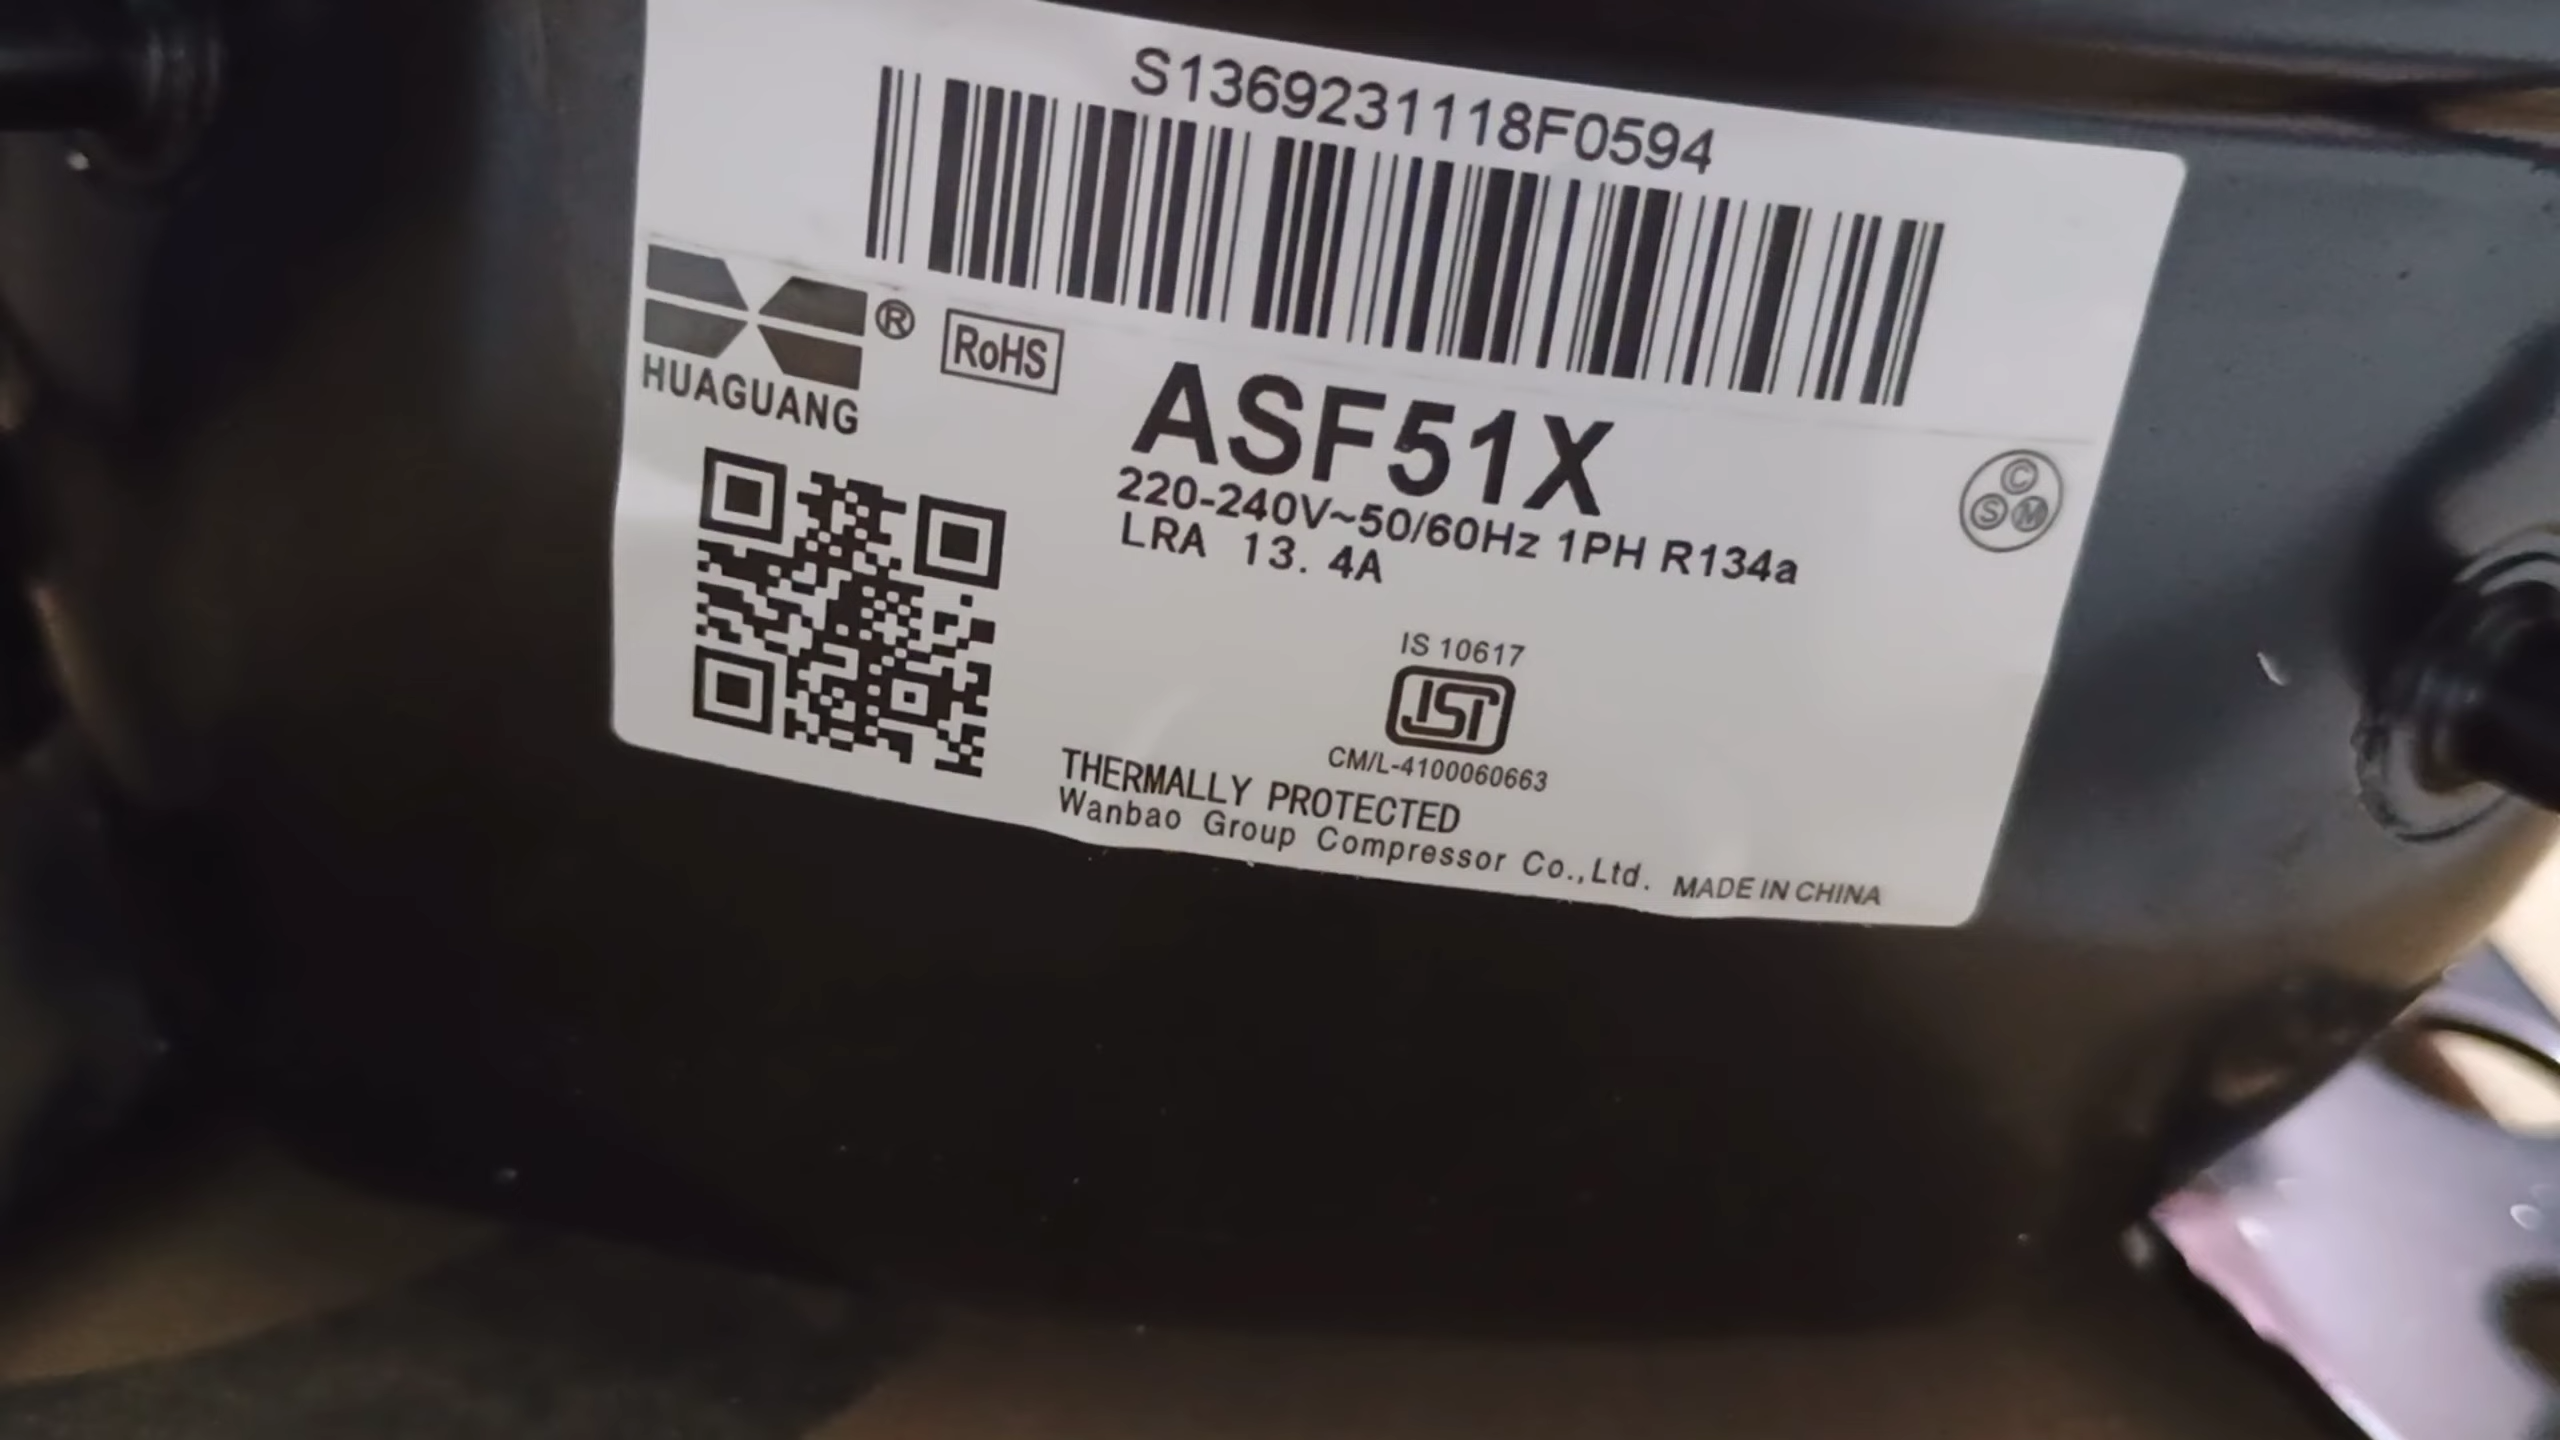 S1369231118F0594
HUAGUANG
®
RoHS
ASF51X
220-240V~50/60Hz 1PH R134a
LRA 13. 4A
C
S M
IS 10617
ISI
CM/L-4100060663
THERMALLY PROTECTED
Wanbao Group Compressor Co.,Ltd. MADE IN CHINA